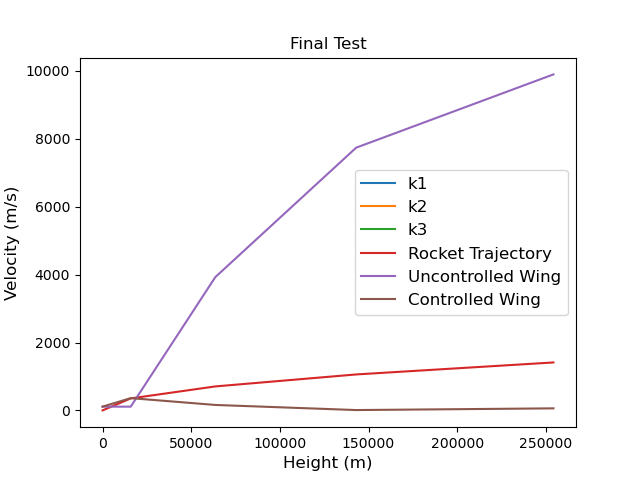 Final Test
10000
8000
6000
4000
2000
0
Velocity (m/s)
k1
k2
k3
Rocket Trajectory
Uncontrolled Wing
Controlled Wing
0 50000 100000 150000 200000 250000
Height (m)